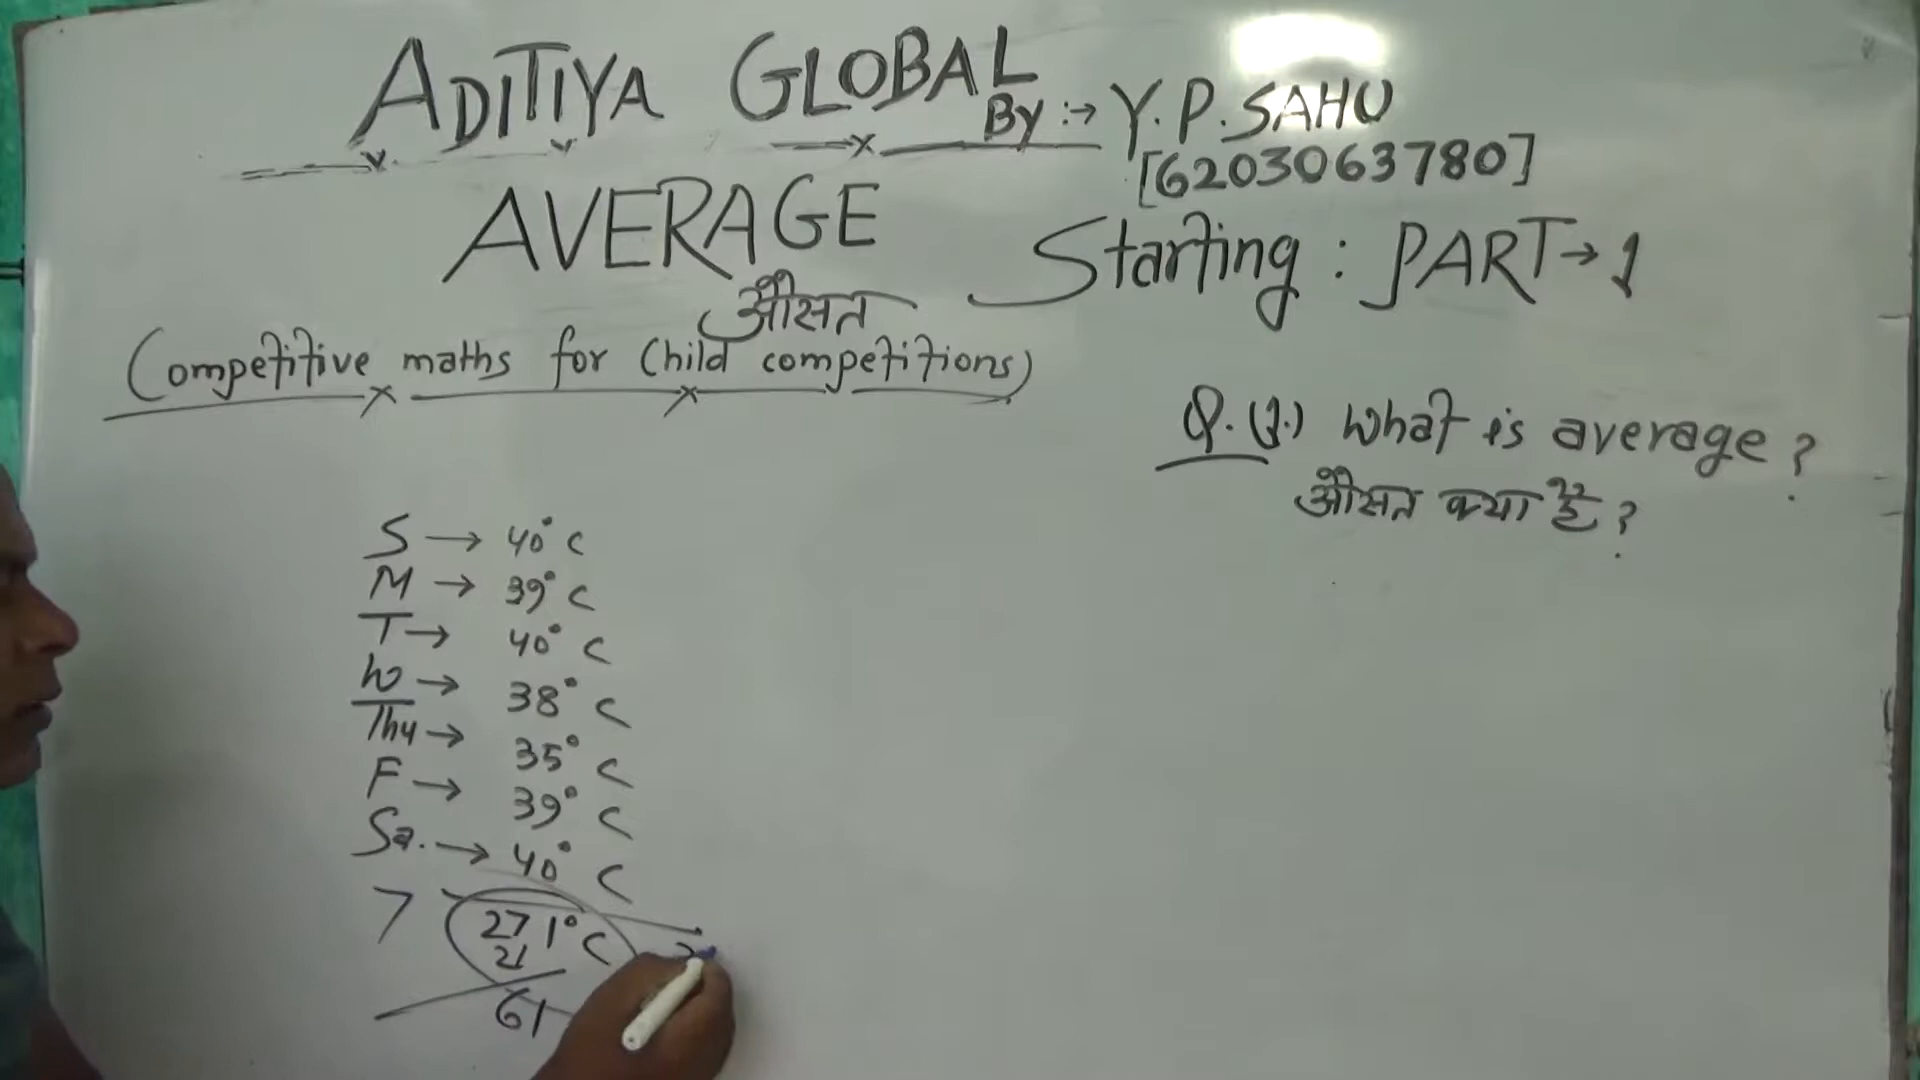 ADITIYA GLOBAL
By :→ Y.P. SAHU
[6203063780]
AVERAGE
औसत
Starting : PART → 1
(Competitive maths for Child competitions)
Q. (1.) What is average ?
औसत क्या है ?
S → 40° C
M → 39° C
T → 40° C
W → 38° C
Thu → 35° C
F → 39° C
Sa. → 40° C
7 271° C
21
61